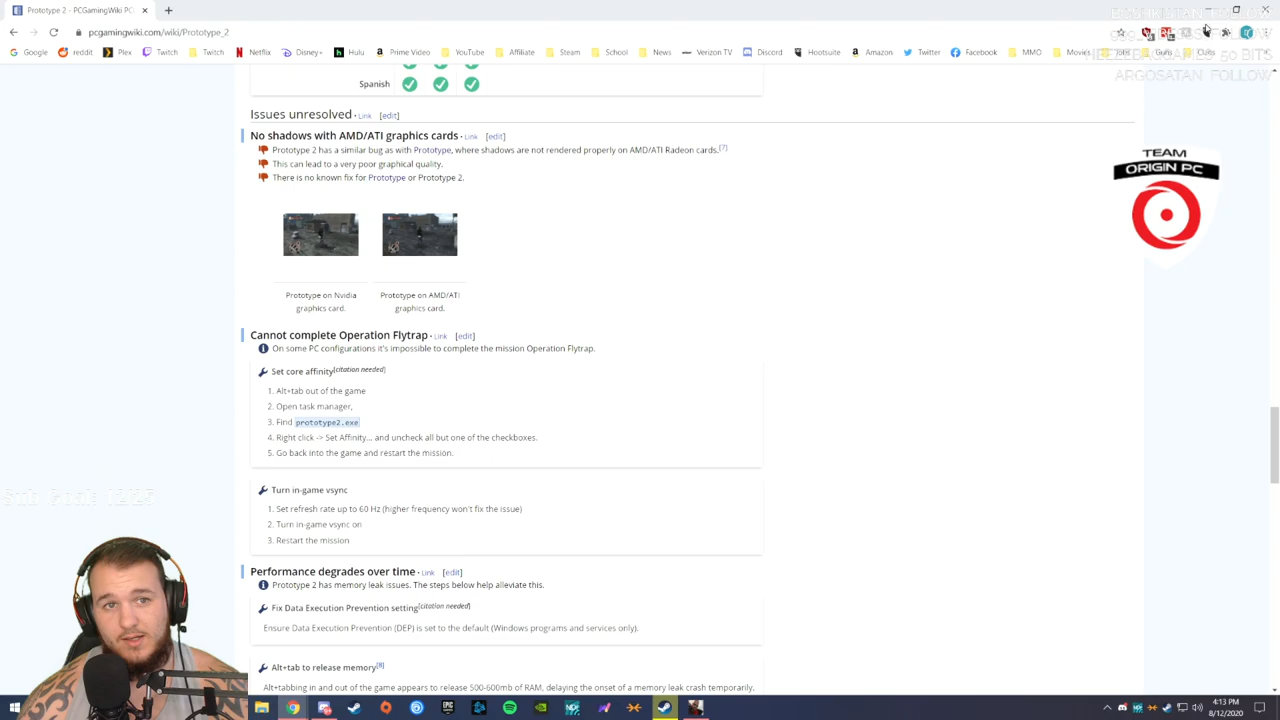 Prototype 2 - PCGamingWiki PC
pcgamingwiki.com/wiki/Prototype_2
Google reddit Plex Twitch Twitch Netflix Disney+ Hulu Prime Video YouTube Affiliate Steam School News Verizon TV Discord Hootsuite Amazon Twitter Facebook MMO Movies Guns
FOLLOW
50 BITS
ARGOSATAN FOLLOW
Spanish
Issues unresolved · Link [edit]
No shadows with AMD/ATI graphics cards · Link [edit]
Prototype 2 has a similar bug as with Prototype, where shadows are not rendered properly on AMD/ATI Radeon cards.[7]
This can lead to a very poor graphical quality.
There is no known fix for Prototype or Prototype 2.
TEAM
ORIGIN PC
Prototype on Nvidia
graphics card.
Prototype on AMD/ATI
graphics card.
Cannot complete Operation Flytrap · Link [edit]
On some PC configurations it's impossible to complete the mission Operation Flytrap.
Set core affinity[citation needed]
1. Alt+tab out of the game
2. Open task manager,
3. Find prototype2.exe
4. Right click -> Set Affinity... and uncheck all but one of the checkboxes.
5. Go back into the game and restart the mission.
Turn in-game vsync
Sub Goal: 12/25
1. Set refresh rate up to 60 Hz (higher frequency won't fix the issue)
2. Turn in-game vsync on
3. Restart the mission
Performance degrades over time · Link [edit]
Prototype 2 has memory leak issues. The steps below help alleviate this.
Fix Data Execution Prevention setting[citation needed]
Ensure Data Execution Prevention (DEP) is set to the default (Windows programs and services only).
Alt+tab to release memory[8]
Alt+tabbing in and out of the game appears to release 500-600mb of RAM, delaying the onset of a memory leak crash temporarily.
EPIC
GAMES
4:13 PM
8/12/2020